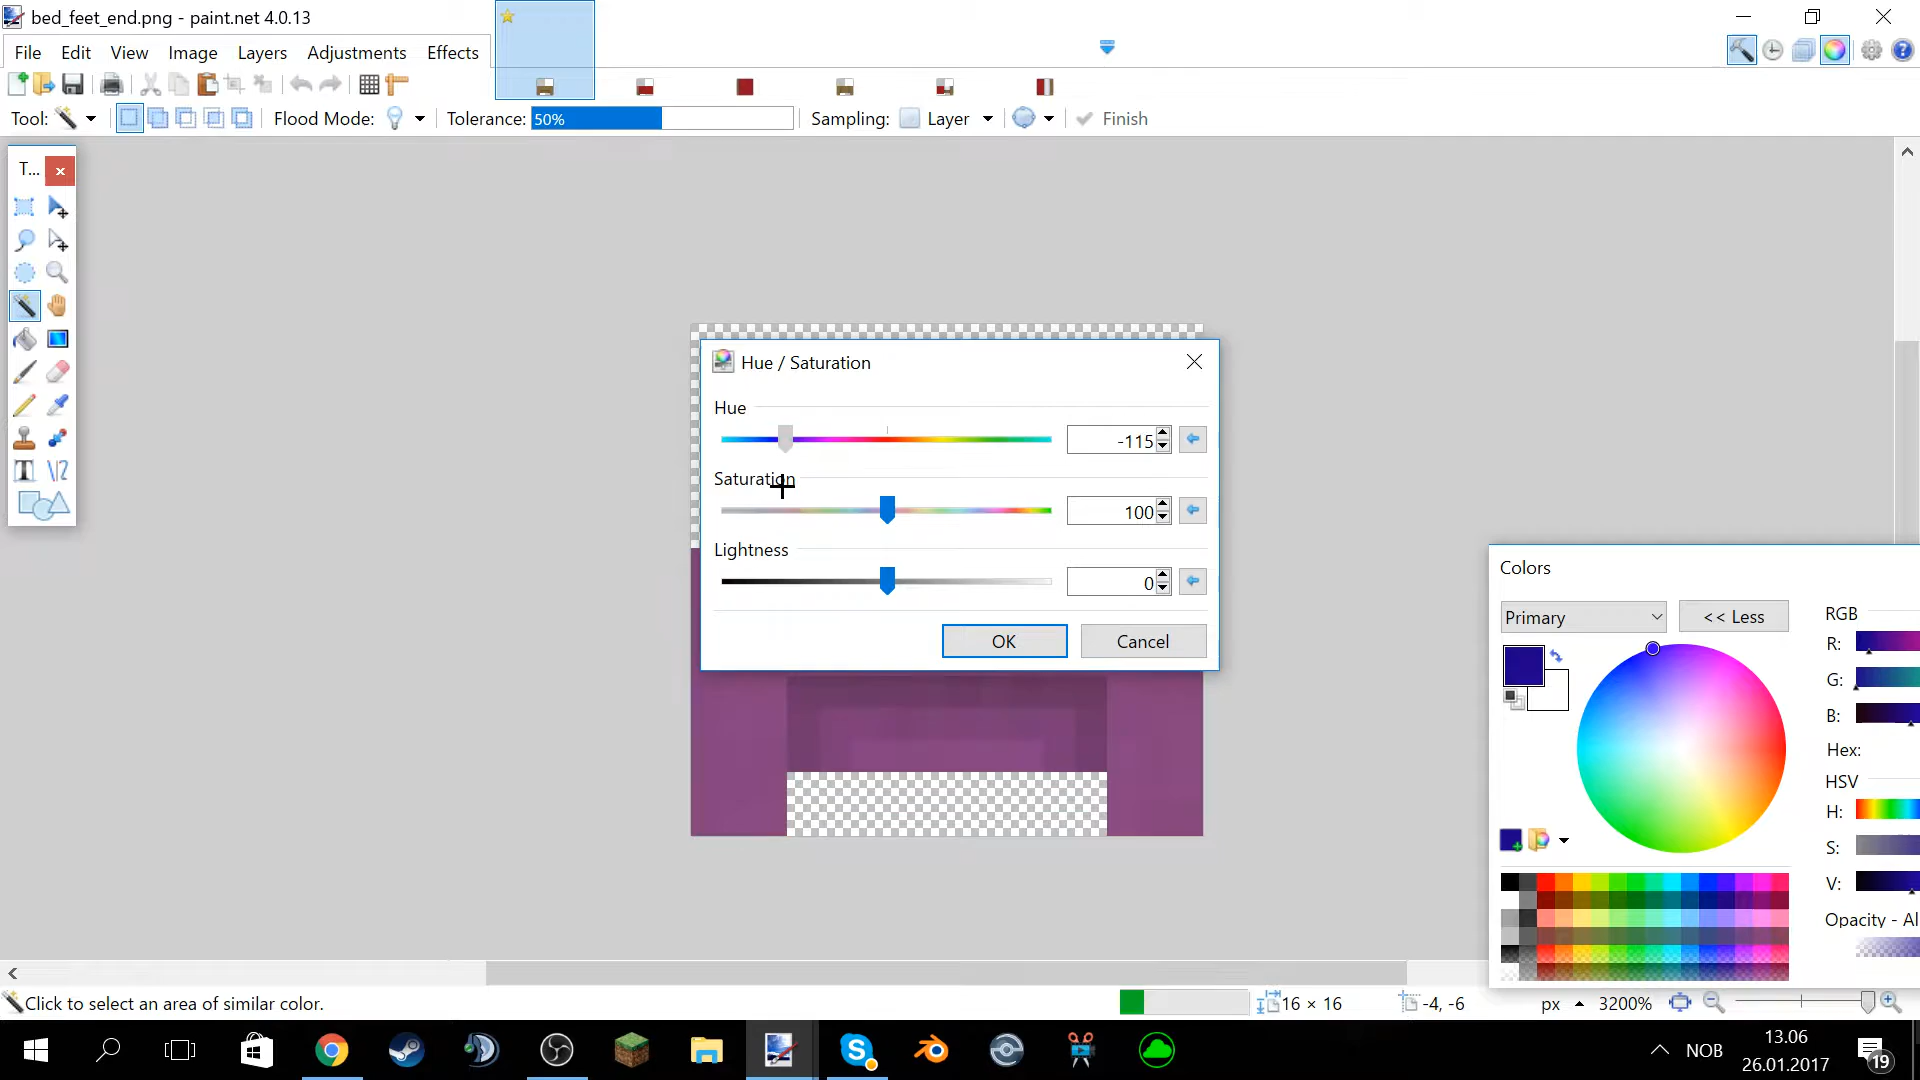 bed_feet_end.png - paint.net 4.0.13
File Edit View Image Layers Adjustments Effects
Tool: Flood Mode: Tolerance: 50% Sampling: Layer Finish
T...
Hue / Saturation
Hue
-115
Saturation
100
Lightness
0
OK Cancel
Colors
Primary << Less RGB
R:
G:
B:
Hex:
HSV
H:
S:
V:
Opacity - Al
Click to select an area of similar color. 16 × 16 -4, -6 px 3200%
NOB 13.06
26.01.2017 19